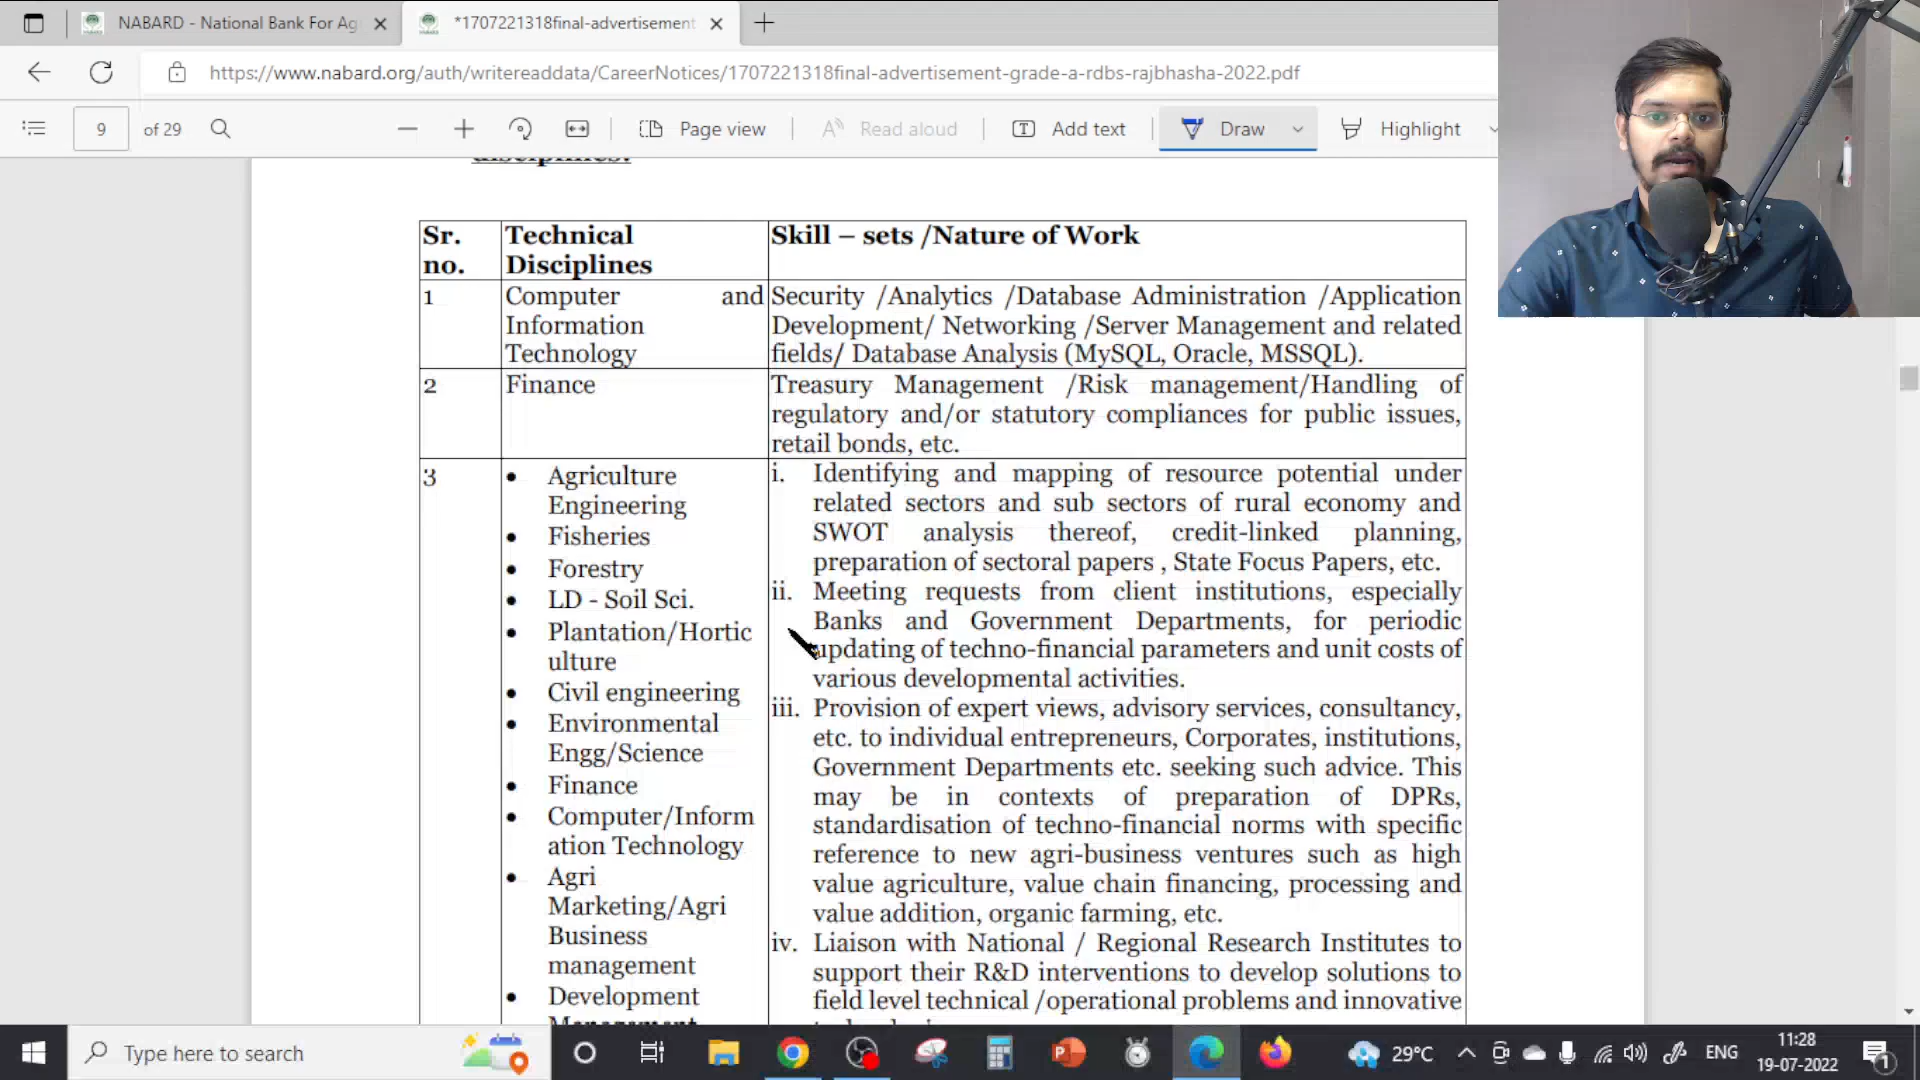 NABARD - National Bank For Ag
*1707221318final-advertisement
https://www.nabard.org/auth/writereaddata/CareerNotices/1707221318final-advertisement-grade-a-rdbs-rajbhasha-2022.pdf
9 of 29
Page view
Read aloud
Add text
Draw
Highlight
disciplines:
Sr. no.
Technical Disciplines
Skill – sets /Nature of Work
1
Computer and
Information
Technology
Security /Analytics /Database Administration /Application
Development/ Networking /Server Management and related
fields/ Database Analysis (MySQL, Oracle, MSSQL).
2
Finance
Treasury Management /Risk management/Handling of
regulatory and/or statutory compliances for public issues,
retail bonds, etc.
3
• Agriculture
Engineering
• Fisheries
• Forestry
• LD - Soil Sci.
• Plantation/Hortic
ulture
• Civil engineering
• Environmental
Engg/Science
• Finance
• Computer/Inform
ation Technology
• Agri
Marketing/Agri
Business
management
• Development
Management
i. Identifying and mapping of resource potential under
related sectors and sub sectors of rural economy and
SWOT analysis thereof, credit-linked planning,
preparation of sectoral papers , State Focus Papers, etc.
ii. Meeting requests from client institutions, especially
Banks and Government Departments, for periodic
updating of techno-financial parameters and unit costs of
various developmental activities.
iii. Provision of expert views, advisory services, consultancy,
etc. to individual entrepreneurs, Corporates, institutions,
Government Departments etc. seeking such advice. This
may be in contexts of preparation of DPRs,
standardisation of techno-financial norms with specific
reference to new agri-business ventures such as high
value agriculture, value chain financing, processing and
value addition, organic farming, etc.
iv. Liaison with National / Regional Research Institutes to
support their R&D interventions to develop solutions to
field level technical /operational problems and innovative
Type here to search
29°C
ENG
11:28
19-07-2022
1